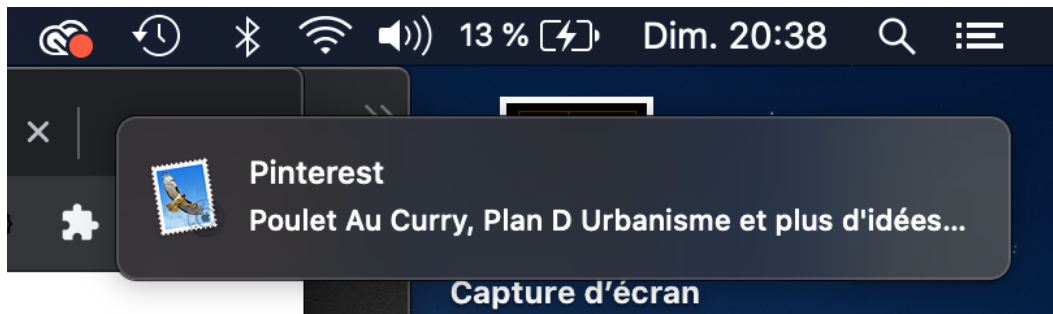 13 % Dim. 20:38
Pinterest
Poulet Au Curry, Plan D Urbanisme et plus d'idées...
Capture d’écran